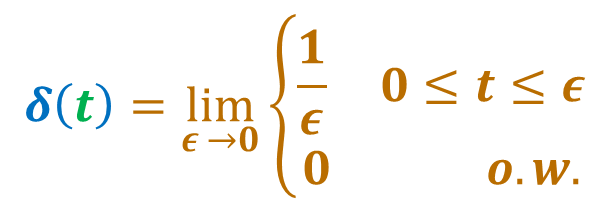 δ(t) = lim ϵ→0 { 1/ϵ 0 ≤ t ≤ ϵ
0 o.w.